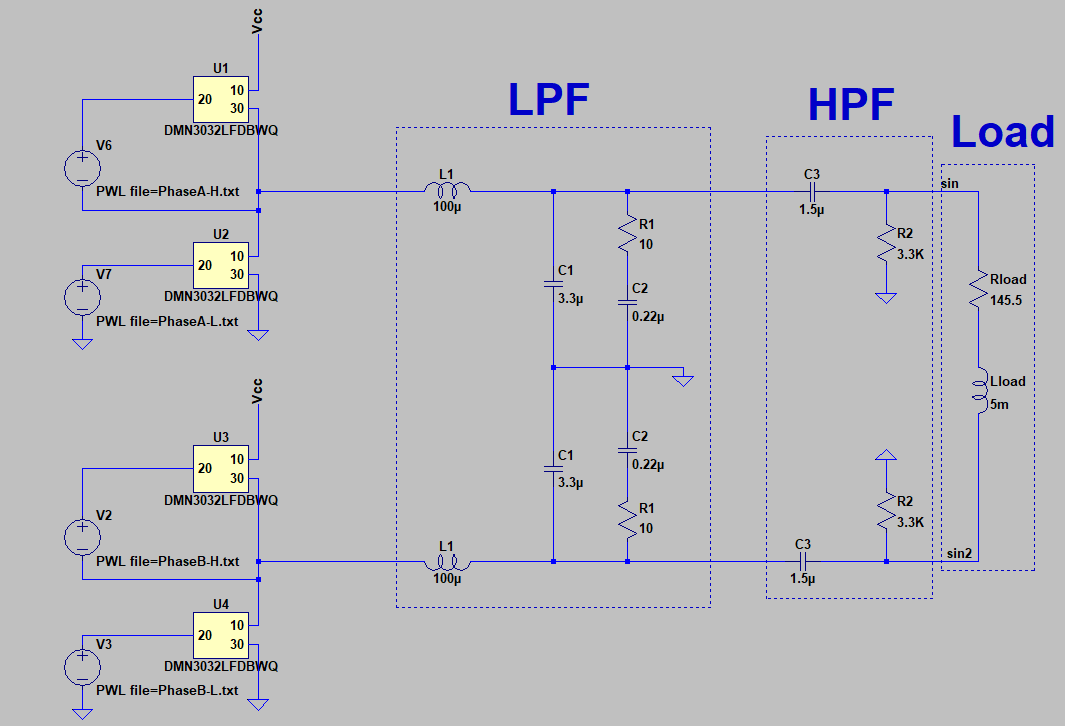 Vcc
U1
10
20
30
DMN3032LFDBWQ
V6
PWL file=PhaseA-H.txt
U2
10
20
30
DMN3032LFDBWQ
V7
PWL file=PhaseA-L.txt
Vcc
U3
10
20
30
DMN3032LFDBWQ
V2
PWL file=PhaseB-H.txt
U4
10
20
30
DMN3032LFDBWQ
V3
PWL file=PhaseB-L.txt
LPF
L1
100µ
C1
3.3µ
R1
10
C2
0.22µ
C1
3.3µ
C2
0.22µ
R1
10
L1
100µ
HPF
C3
1.5µ
R2
3.3K
R2
3.3K
C3
1.5µ
Load
sin
Rload
145.5
Lload
5m
sin2